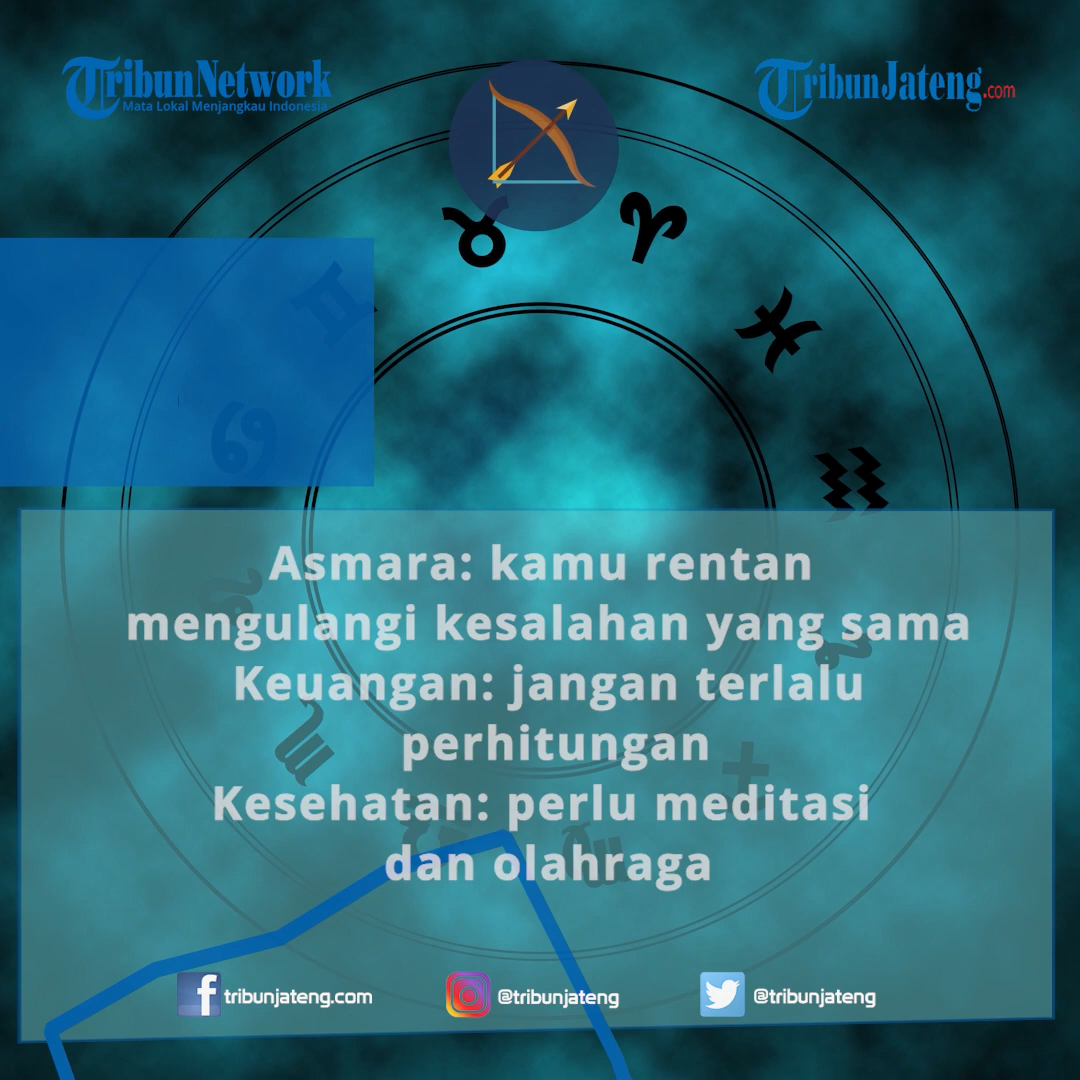 TribunNetwork
Mata Lokal Menjangkau Indonesia
TribunJateng.com
Asmara: kamu rentan
mengulangi kesalahan yang sama
Keuangan: jangan terlalu
perhitungan
Kesehatan: perlu meditasi
dan olahraga
tribunjateng.com
@tribunjateng
@tribunjateng